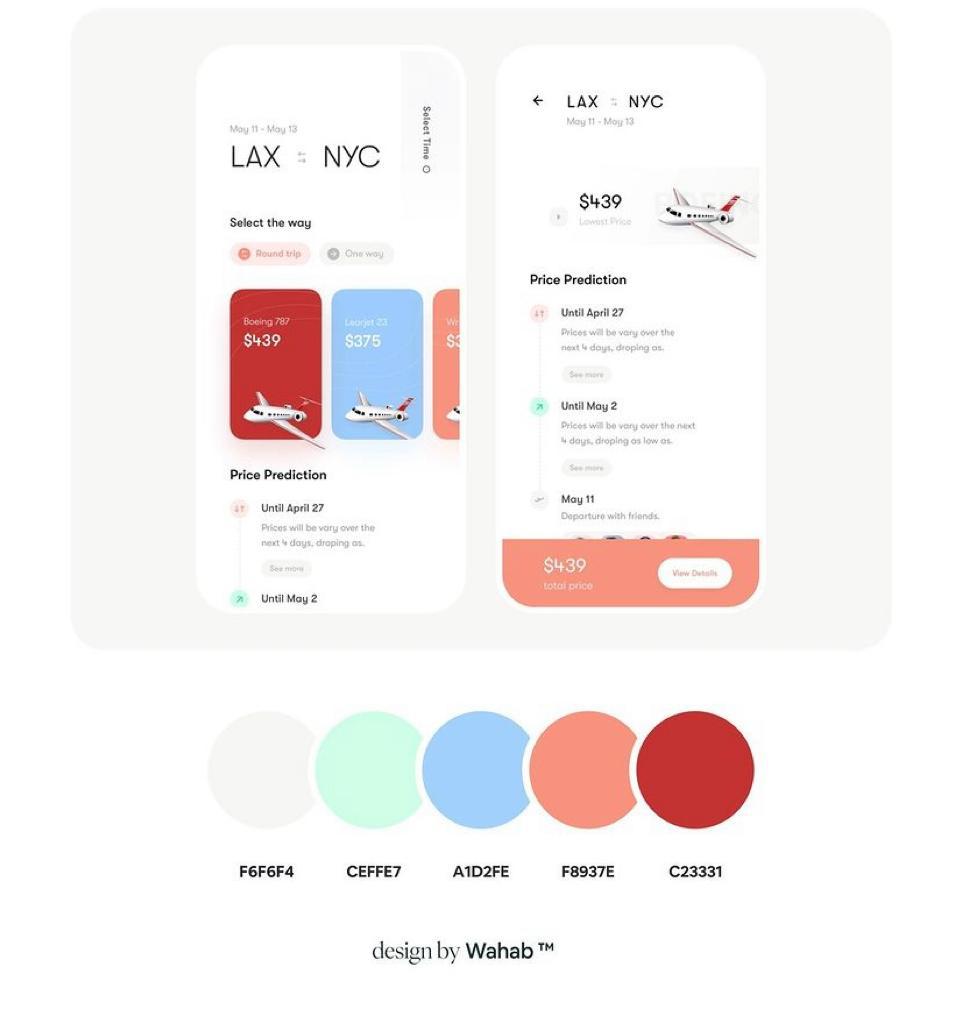 May 11 - May 13
LAX NYC
Select Time
Select the way
Round trip
One way
Boeing 787
$439
Learjet 23
$375
Price Prediction
Until April 27
Prices will be vary over the
next 4 days, droping as.
See more
Until May 2
LAX NYC
May 11 - May 13
$439
Lowest Price
Price Prediction
Until April 27
Prices will be vary over the
next 4 days, droping as.
See more
Until May 2
Prices will be vary over the next
4 days, droping as low as.
See more
May 11
Departure with friends.
$439
total price
View Details
F6F6F4
CEFFE7
A1D2FE
F8937E
C23331
design by Wahab ™